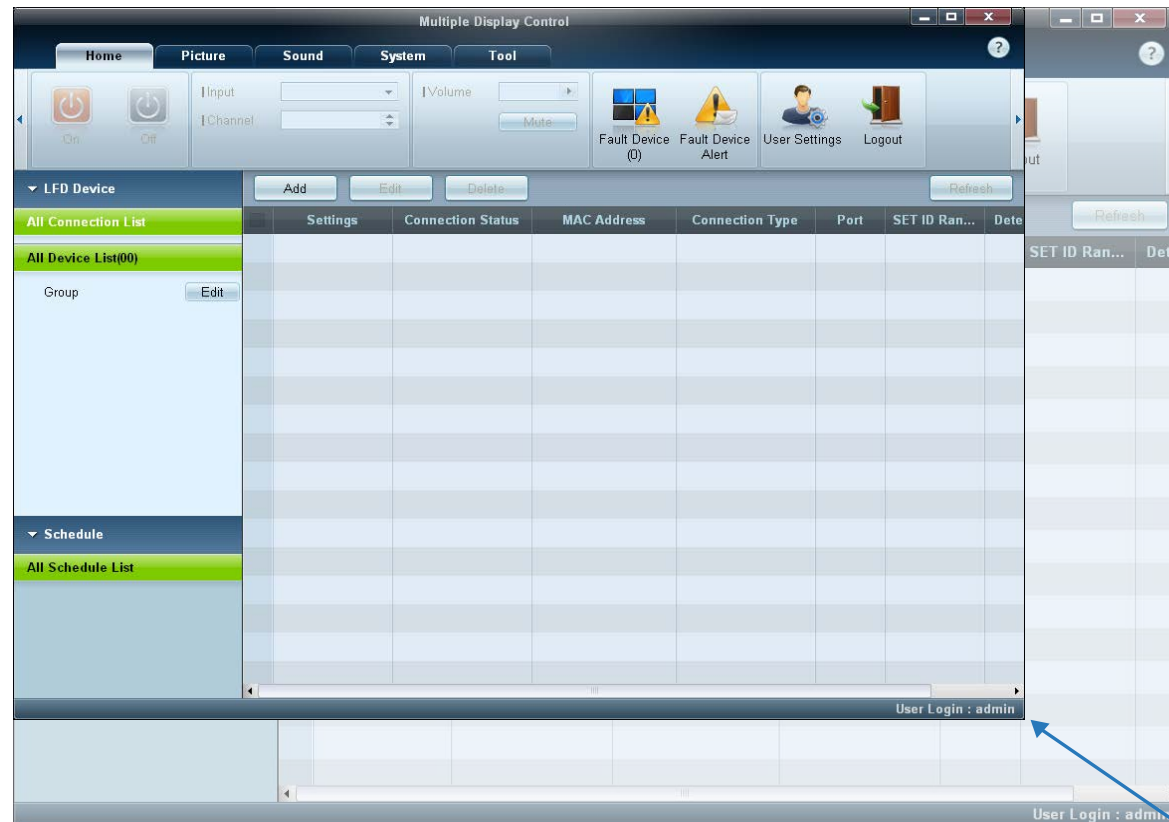 Multiple Display Control
Home Picture Sound System Tool
Input
Volume
Channel
Mute
On Off
Fault Device (0)
Fault Device Alert
User Settings
Logout
ut
LFD Device
Add Edit Delete Refresh
Refresh
All Connection List
Settings Connection Status MAC Address Connection Type Port SET ID Ran... Dete
SET ID Ran... Det
All Device List(00)
Group Edit
Schedule
All Schedule List
User Login : admin
User Login : admin